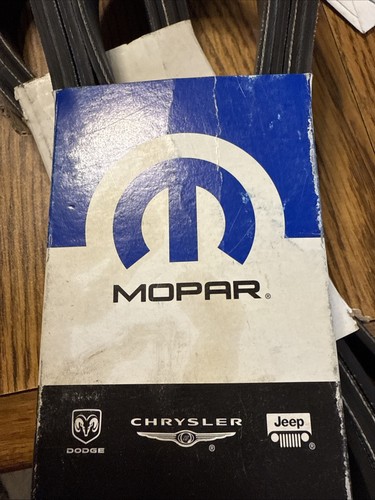 MOPAR®
DODGE
CHRYSLER
®
Jeep
®